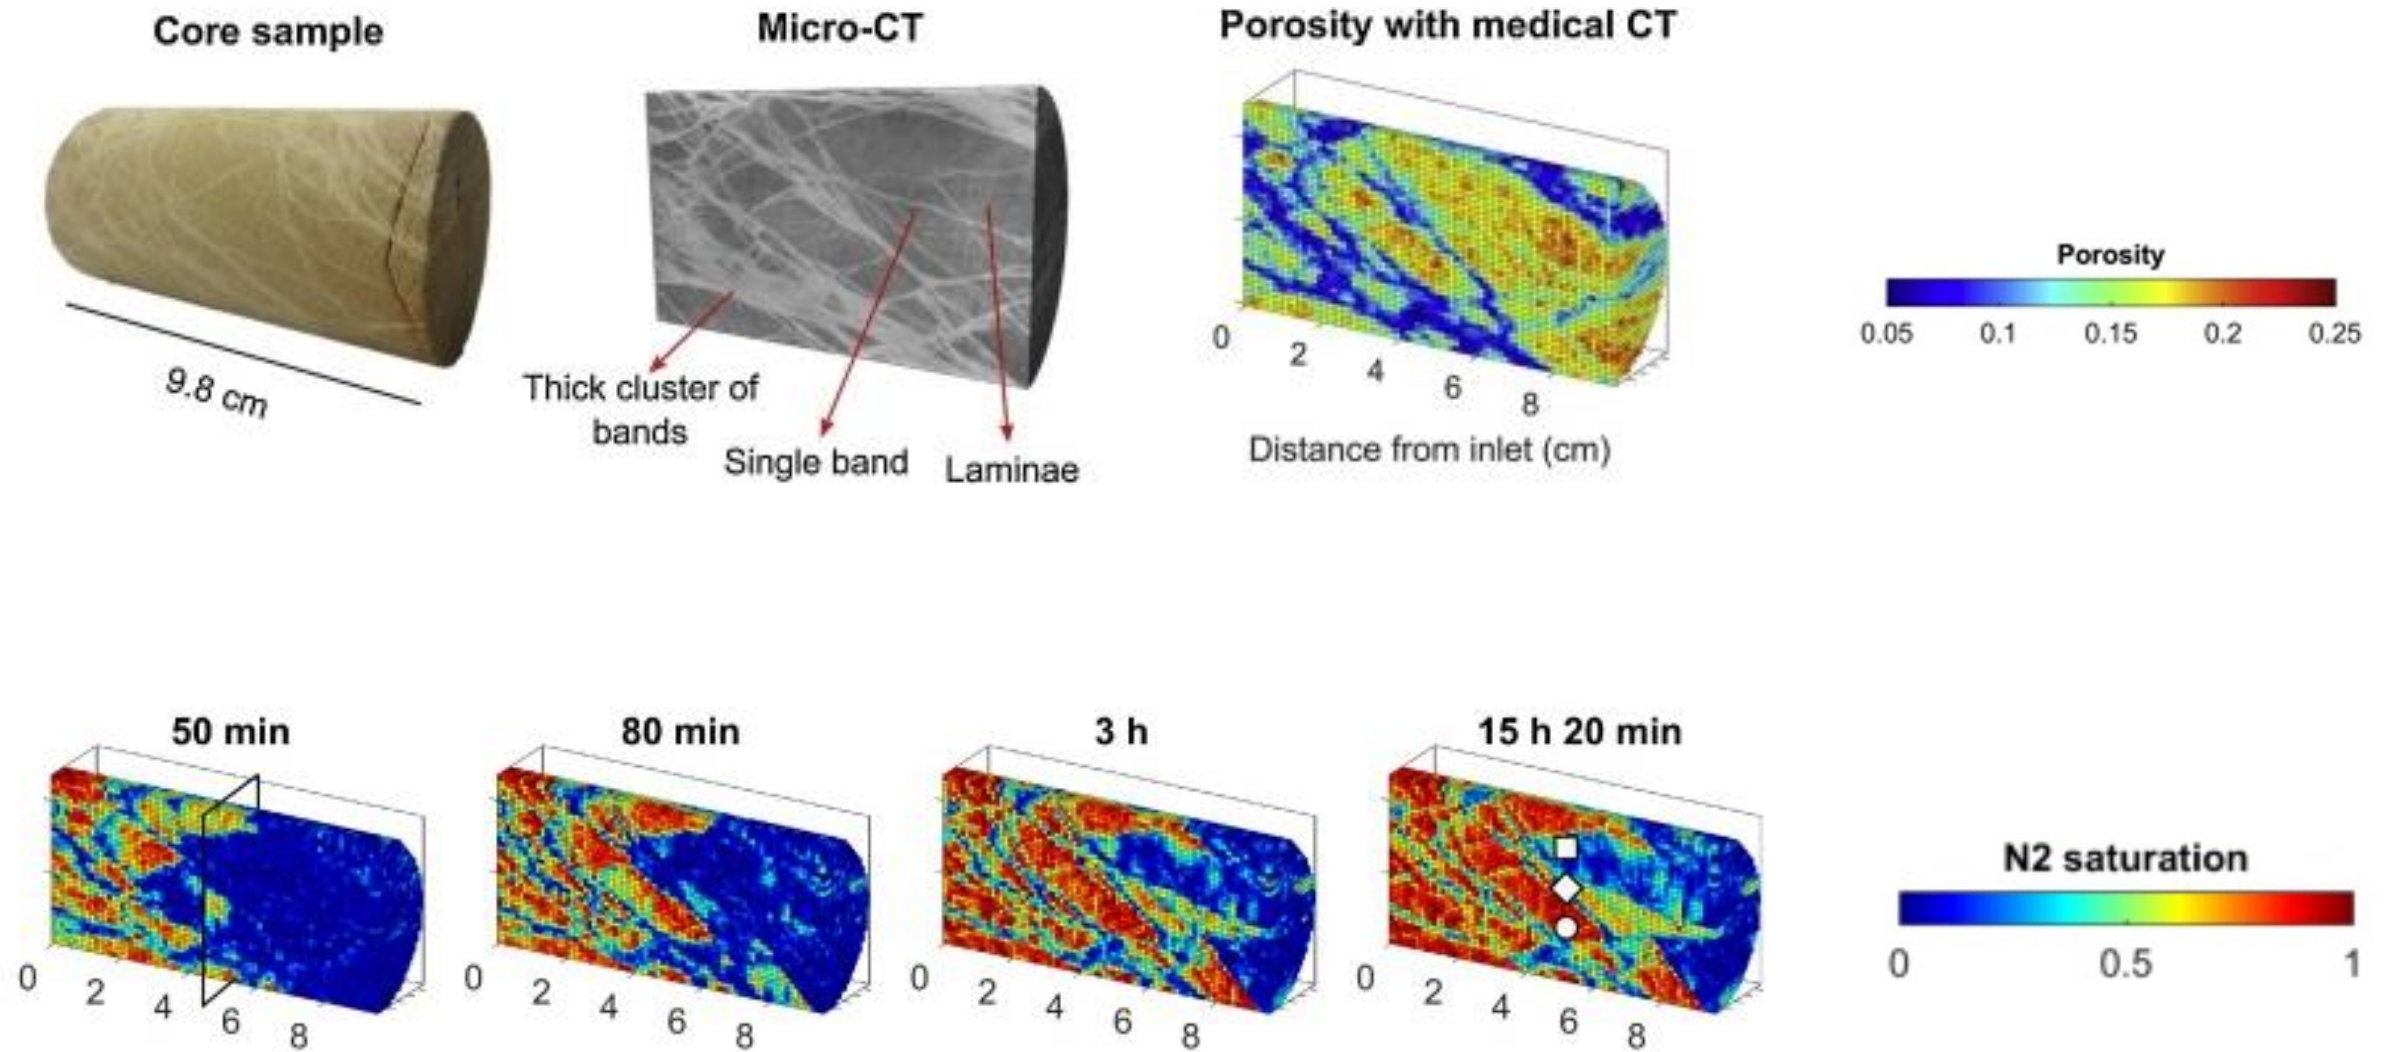 Core sample
Micro-CT
Porosity with medical CT
9.8 cm
Thick cluster of
bands
Single band
Laminae
0
2
4
6
8
Distance from inlet (cm)
Porosity
0.05 0.1 0.15 0.2 0.25
50 min
80 min
3 h
15 h 20 min
0 2 4 6 8
0 2 4 6 8
0 2 4 6 8
0 2 4 6 8
N2 saturation
0 0.5 1